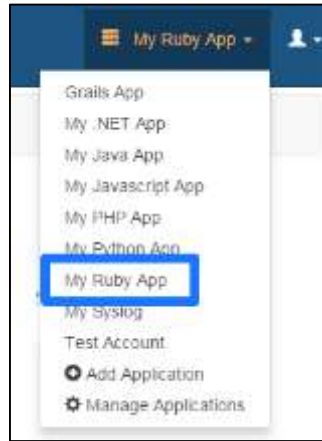 My Ruby App
Grails App
My .NET App
My Java App
My Javascript App
My PHP App
My Python App
My Ruby App
My Syslog
Test Account
Add Application
Manage Applications